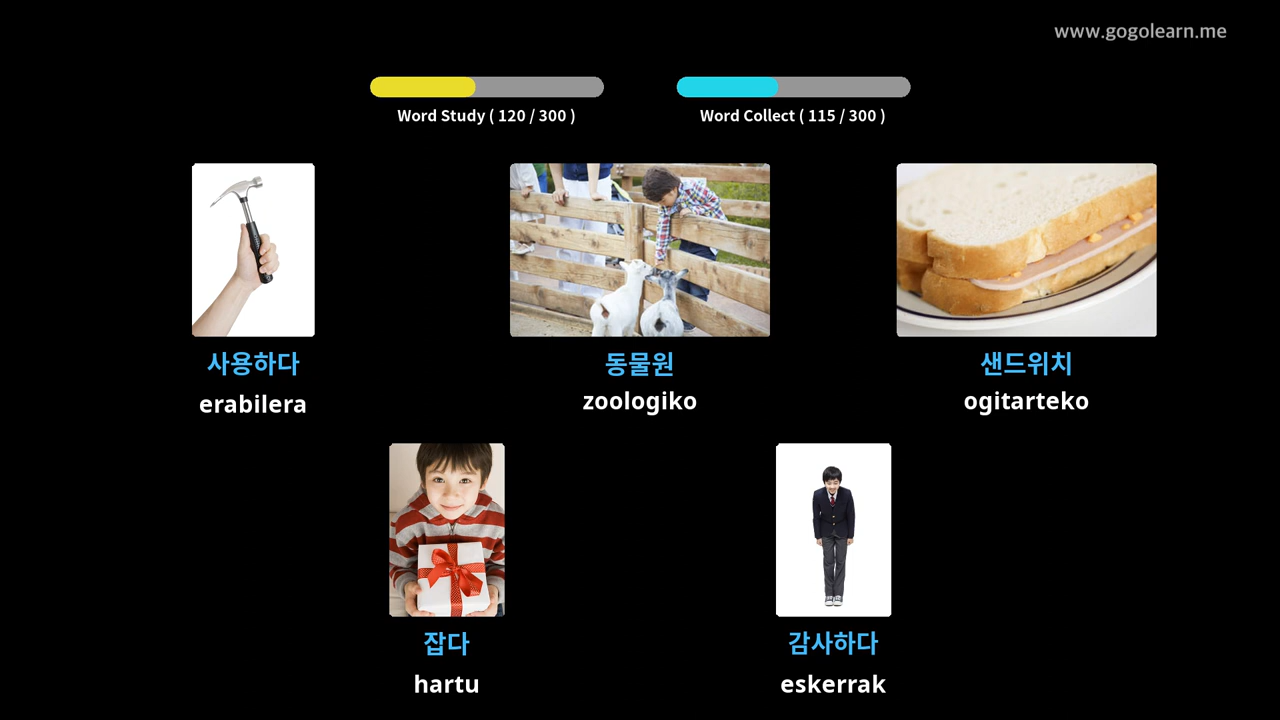 www.gogolearn.me
Word Study ( 120 / 300 )
Word Collect ( 115 / 300 )
사용하다
erabilera
동물원
zoologiko
샌드위치
ogitarteko
잡다
hartu
감사하다
eskerrak